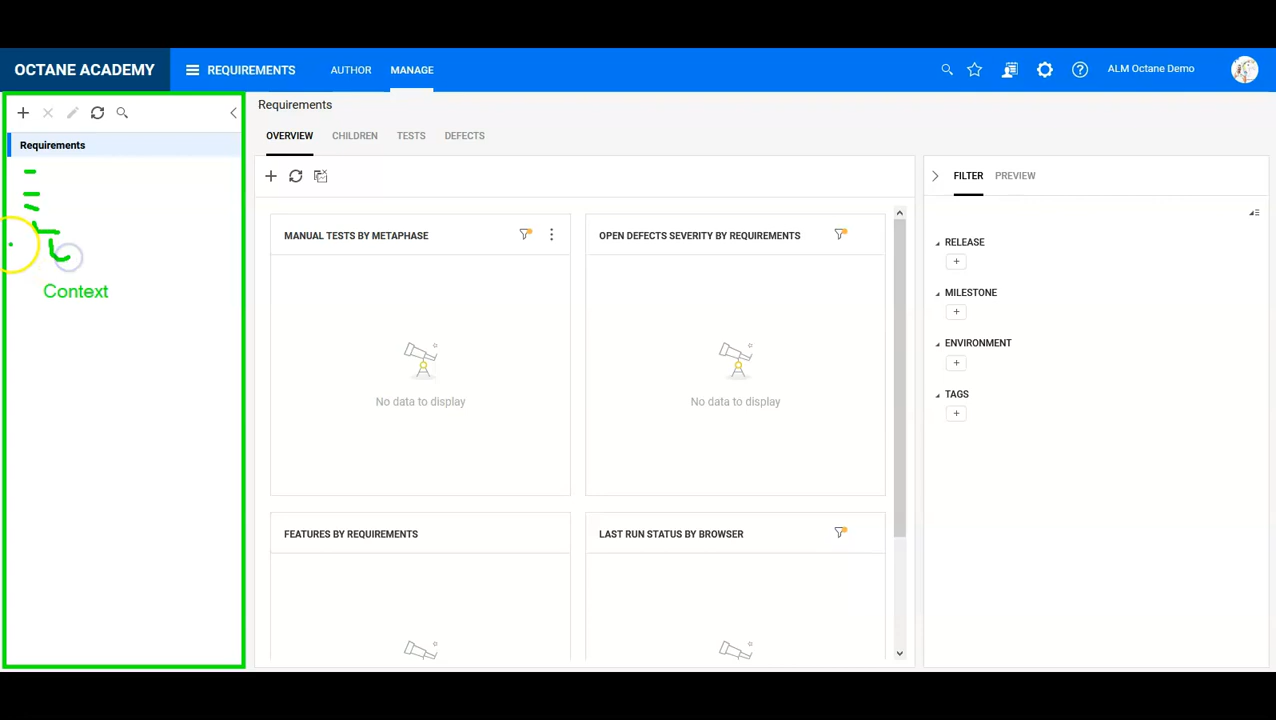 OCTANE ACADEMY
REQUIREMENTS
AUTHOR
MANAGE
ALM Octane Demo
Requirements
Context
Requirements
OVERVIEW
CHILDREN
TESTS
DEFECTS
MANUAL TESTS BY METAPHASE
No data to display
OPEN DEFECTS SEVERITY BY REQUIREMENTS
No data to display
FEATURES BY REQUIREMENTS
LAST RUN STATUS BY BROWSER
FILTER
PREVIEW
RELEASE
MILESTONE
ENVIRONMENT
TAGS